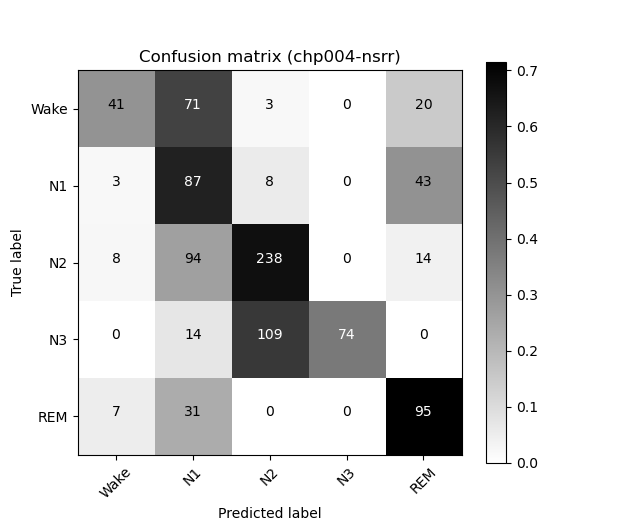 Confusion matrix (chp004-nsrr)
True label
Wake 41 71 3 0 20
N1 3 87 8 0 43
N2 8 94 238 0 14
N3 0 14 109 74 0
REM 7 31 0 0 95
Wake N1 N2 N3 REM
Predicted label
0.7
0.6
0.5
0.4
0.3
0.2
0.1
0.0